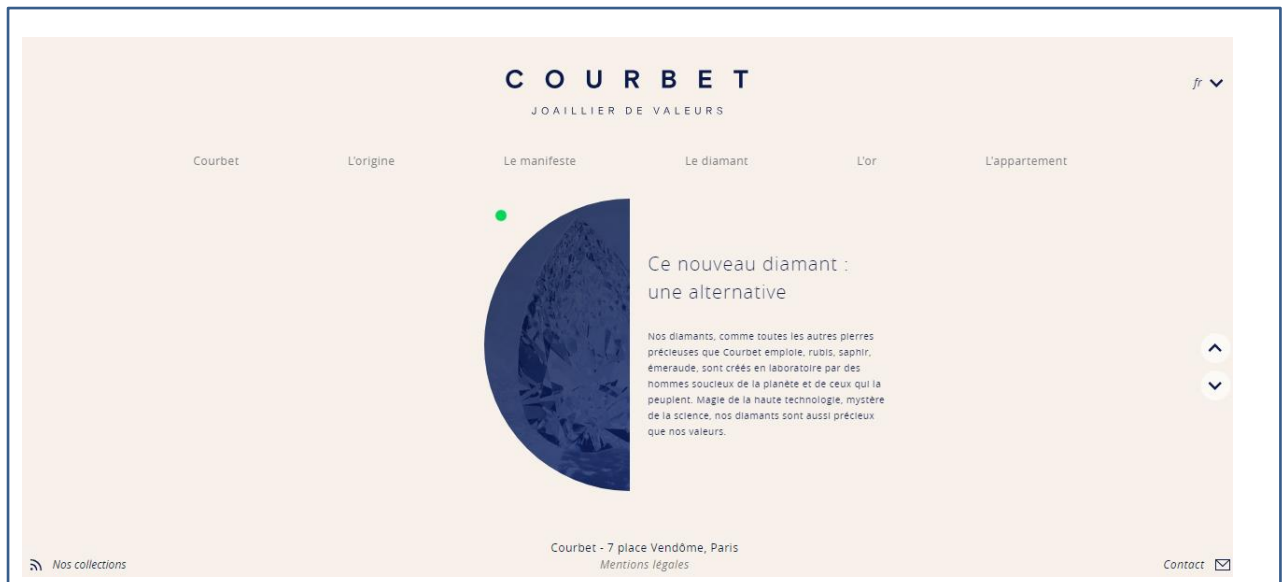 COURBET
JOAILLIER DE VALEURS
fr
Courbet L'origine Le manifeste Le diamant L'or L'appartement
Ce nouveau diamant :
une alternative
Nos diamants, comme toutes les autres pierres
précieuses que Courbet emploie, rubis, saphir,
émeraude, sont créés en laboratoire par des
hommes soucieux de la planète et de ceux qui la
peuplent. Magie de la haute technologie, mystère
de la science, nos diamants sont aussi précieux
que nos valeurs.
Courbet - 7 place Vendôme, Paris
Nos collections Mentions légales Contact